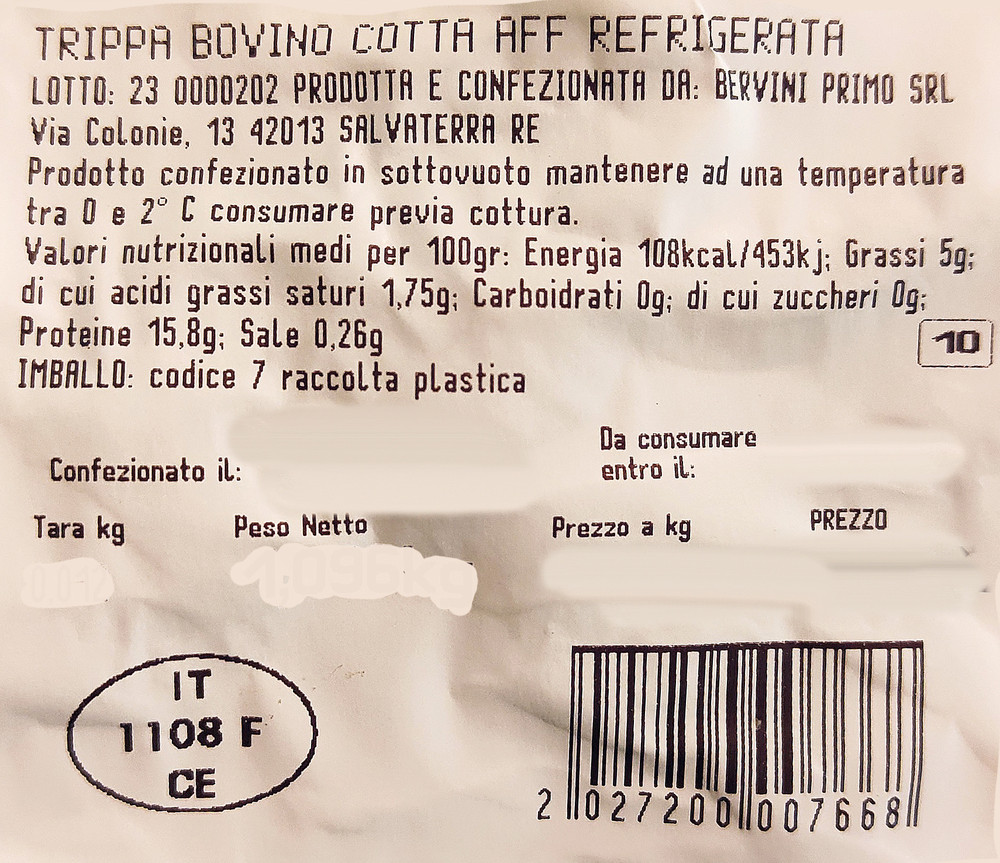 TRIPPA BOVINO COTTA AFF REFRIGERATA
LOTTO: 23 0000202 PRODOTTA E CONFEZIONATA DA: BERVINI PRIMO SRL
Via Colonie, 13 42013 SALVATERRA RE
Prodotto confezionato in sottovuoto mantenere ad una temperatura
tra 0 e 2° C consumare previa cottura.
Valori nutrizionali medi per 100gr: Energia 108kcal/453kj; Grassi 5g;
di cui acidi grassi saturi 1,75g; Carboidrati 0g; di cui zuccheri 0g;
Proteine 15,8g; Sale 0,26g
10
IMBALLO: codice 7 raccolta plastica
Da consumare
entro il:
Confezionato il:
Tara kg Peso Netto Prezzo a kg PREZZO
IT
1108 F
CE
2 027200 007668